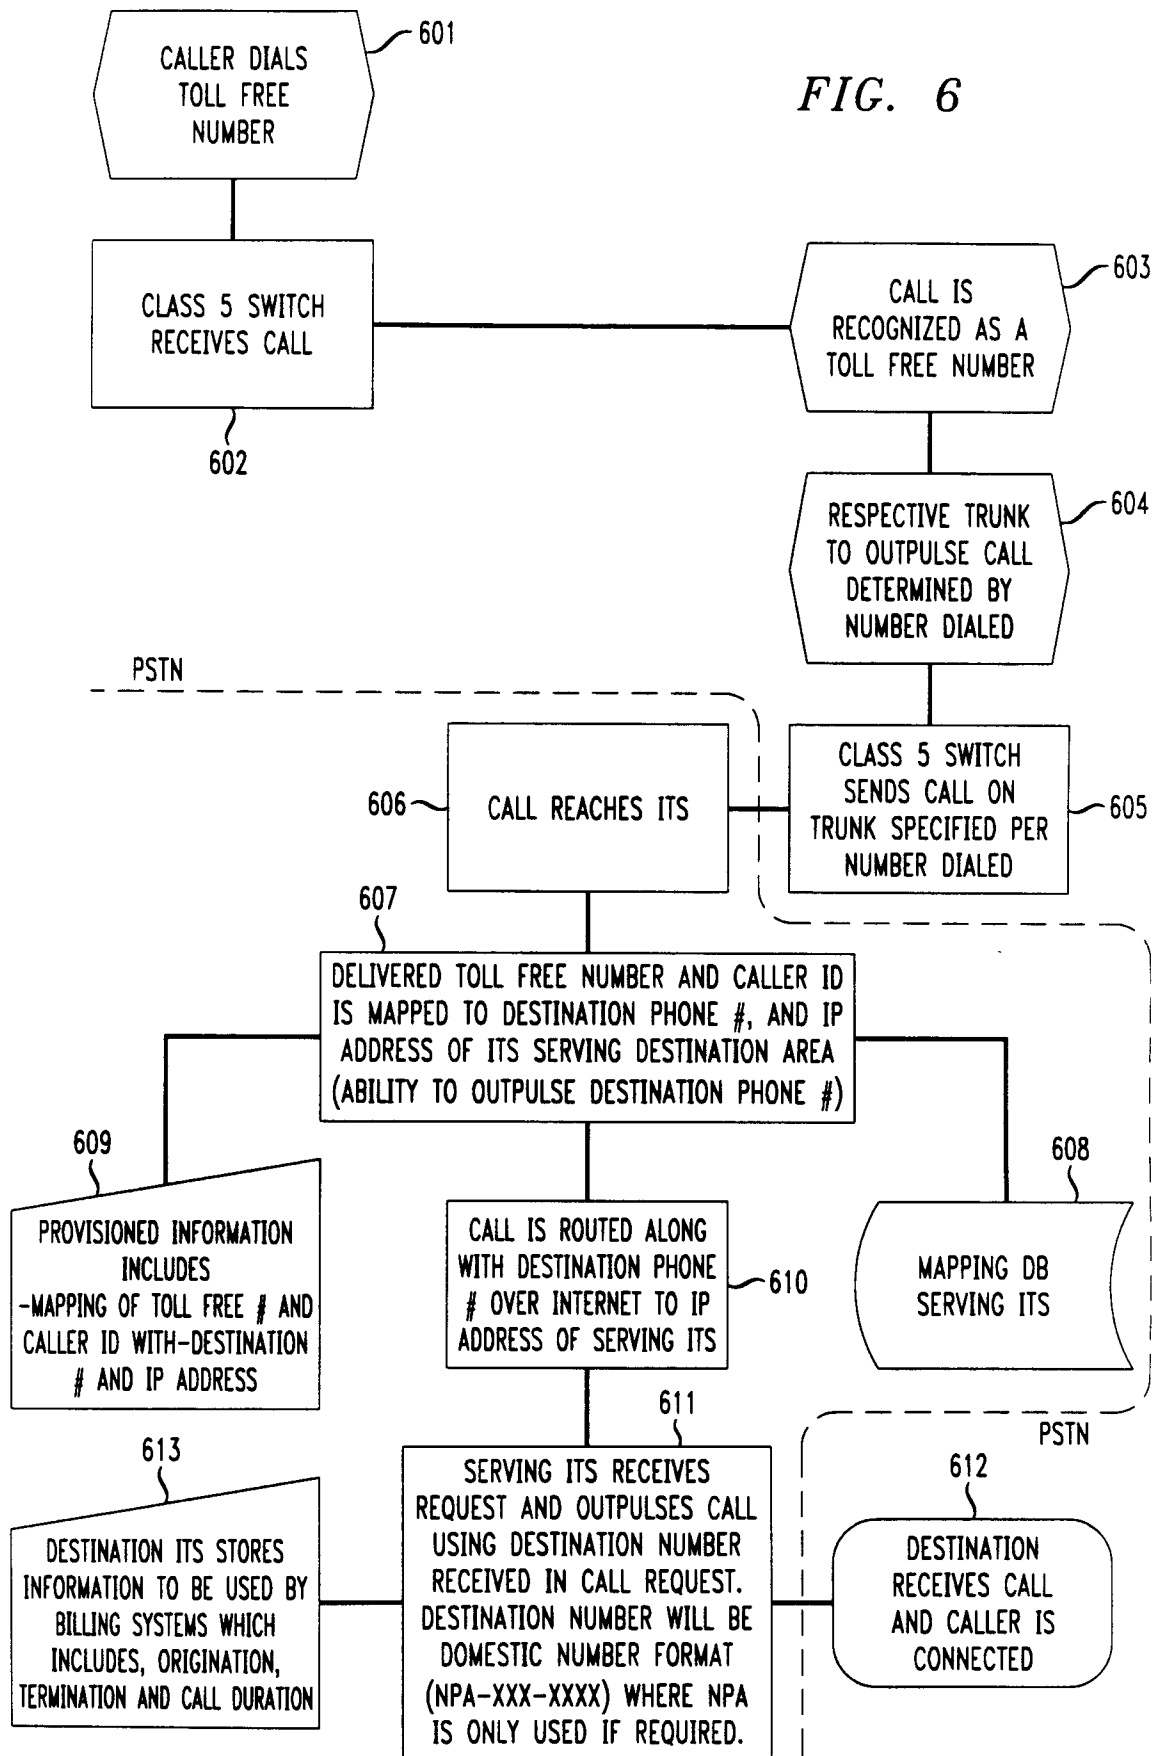 601
CALLER DIALS
TOLL FREE
NUMBER
FIG. 6
CLASS 5 SWITCH
RECEIVES CALL
602
603
CALL IS
RECOGNIZED AS A
TOLL FREE NUMBER
604
RESPECTIVE TRUNK
TO OUTPULSE CALL
DETERMINED BY
NUMBER DIALED
PSTN
CLASS 5 SWITCH
SENDS CALL ON
TRUNK SPECIFIED PER
NUMBER DIALED
605
606
CALL REACHES ITS
607
DELIVERED TOLL FREE NUMBER AND CALLER ID
IS MAPPED TO DESTINATION PHONE #, AND IP
ADDRESS OF ITS SERVING DESTINATION AREA
(ABILITY TO OUTPULSE DESTINATION PHONE #)
609
PROVISIONED INFORMATION
INCLUDES
-MAPPING OF TOLL FREE # AND
CALLER ID WITH-DESTINATION
# AND IP ADDRESS
CALL IS ROUTED ALONG
WITH DESTINATION PHONE
# OVER INTERNET TO IP
ADDRESS OF SERVING ITS
610
608
MAPPING DB
SERVING ITS
PSTN
613
DESTINATION ITS STORES
INFORMATION TO BE USED BY
BILLING SYSTEMS WHICH
INCLUDES, ORIGINATION,
TERMINATION AND CALL DURATION
611
SERVING ITS RECEIVES
REQUEST AND OUTPULSES CALL
USING DESTINATION NUMBER
RECEIVED IN CALL REQUEST.
DESTINATION NUMBER WILL BE
DOMESTIC NUMBER FORMAT
(NPA-XXX-XXXX) WHERE NPA
IS ONLY USED IF REQUIRED.
612
DESTINATION
RECEIVES CALL
AND CALLER IS
CONNECTED